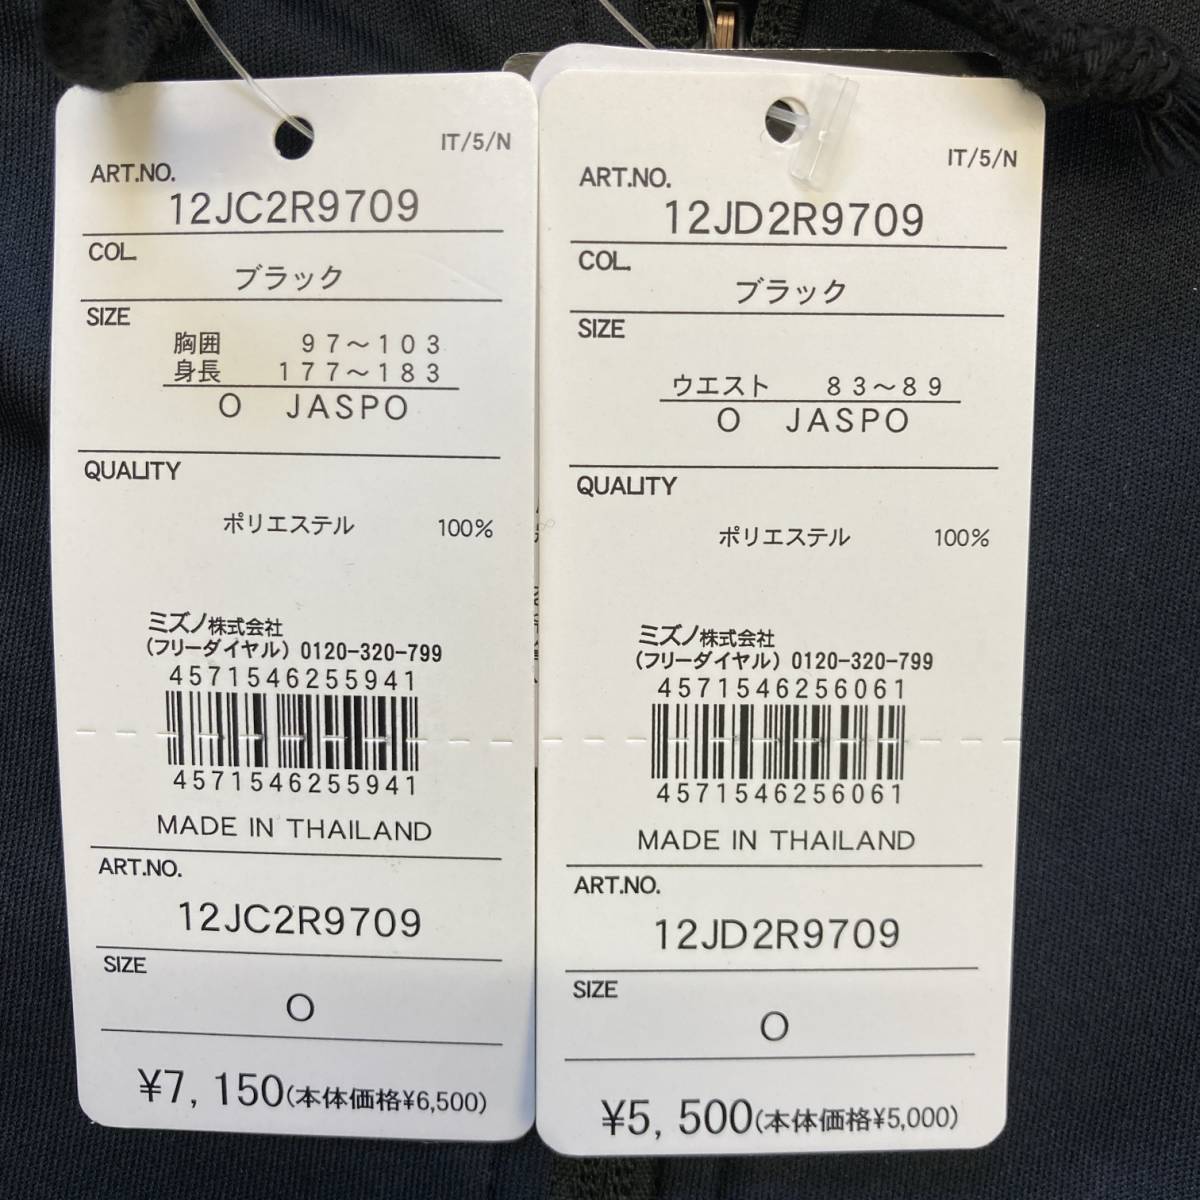 IT/5/N
ART.NO.
12JC2R9709
COL.
ブラック
SIZE
胸囲 97～103
身長 177～183
O JASPO
QUALITY
ポリエステル 100%
ミズノ株式会社
(フリーダイヤル) 0120-320-799
4571546255941
4571546255941
MADE IN THAILAND
ART.NO.
12JC2R9709
SIZE
O
¥7,150(本体価格¥6,500)
IT/5/N
ART.NO.
12JD2R9709
COL.
ブラック
SIZE
ウエスト 83～89
O JASPO
QUALITY
ポリエステル 100%
ミズノ株式会社
(フリーダイヤル) 0120-320-799
4571546256061
4571546256061
MADE IN THAILAND
ART.NO.
12JD2R9709
SIZE
O
¥5,500(本体価格¥5,000)